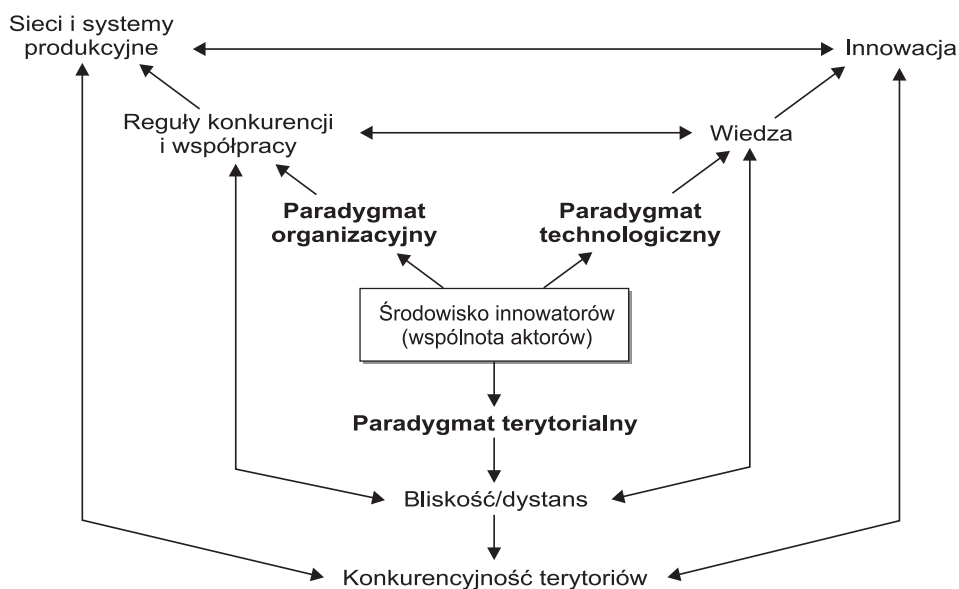 Sieci i systemy
produkcyjne
Innowacja
Reguły konkurencji
i współpracy
Wiedza
Paradygmat
organizacyjny
Paradygmat
technologiczny
Środowisko innowatorów
(wspólnota aktorów)
Paradygmat terytorialny
Bliskość/dystans
Konkurencyjność terytoriów